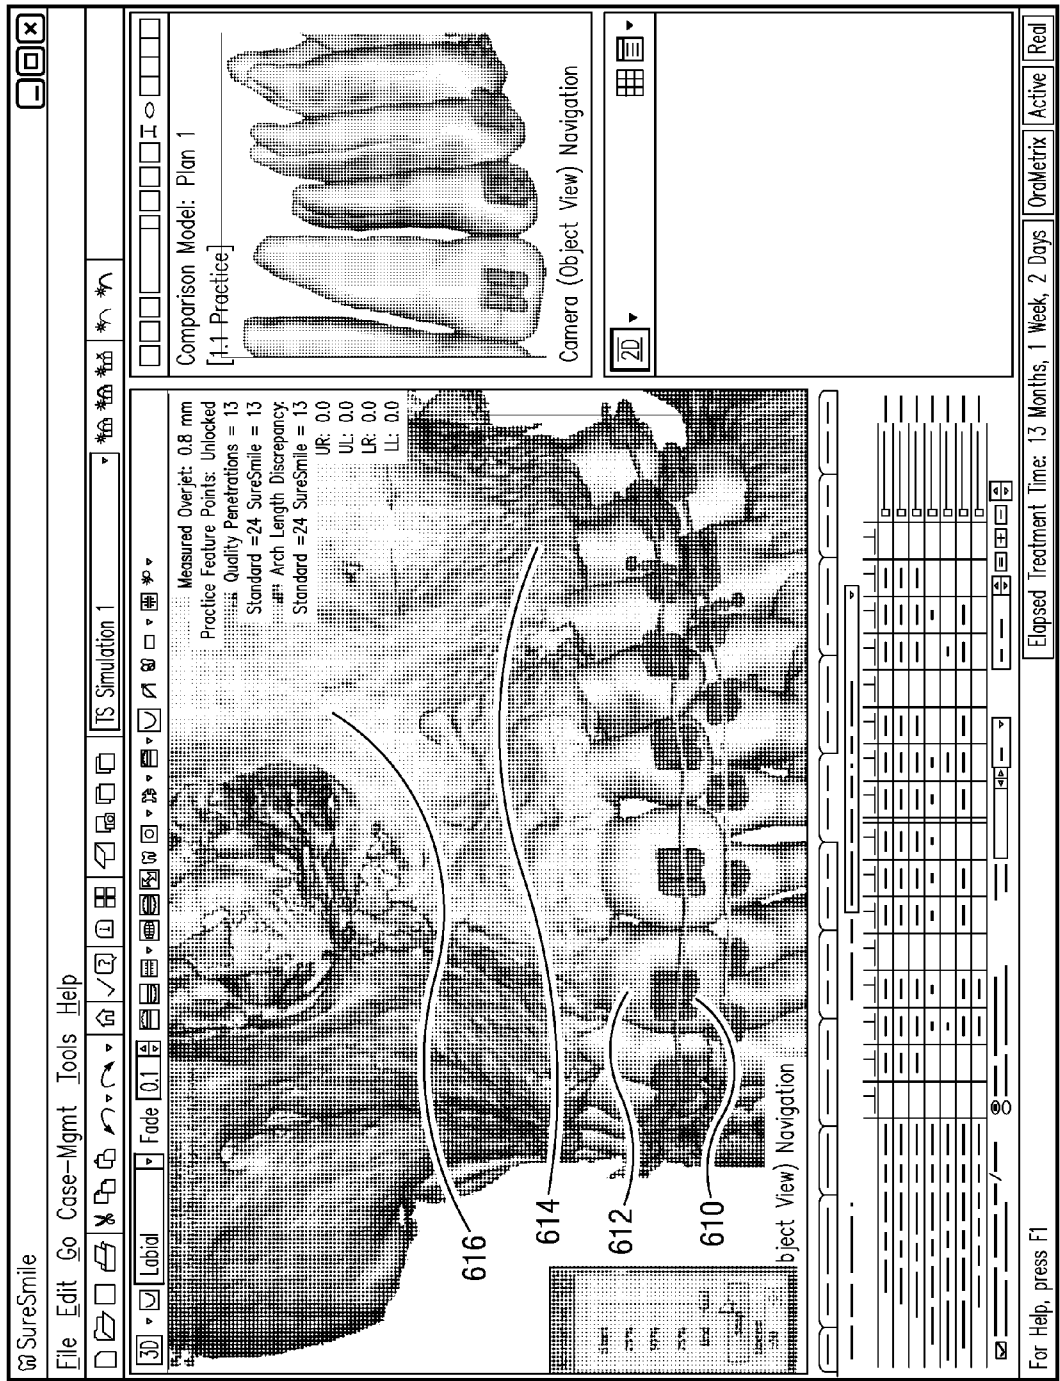 SureSmile
File Edit Go Case-Mgmt Tools Help
TS Simulation 1
3D Labial Fade 0.1
Measured Overjet: 0.8 mm
Practice Feature Points: Unlocked
Quality Penetrations = 13
Standard =24 SureSmile = 13
Arch Length Discrepancy:
Standard =24 SureSmile = 13
UR: 0.0
UL: 0.0
LR: 0.0
LL: 0.0
616
614
612
610
bject View) Navigation
Comparison Model: Plan 1
[1.1 Practice]
Camera (Object View) Navigation
2D
For Help, press F1
Elapsed Treatment Time: 13 Months, 1 Week, 2 Days
OraMetrix
Active
Real